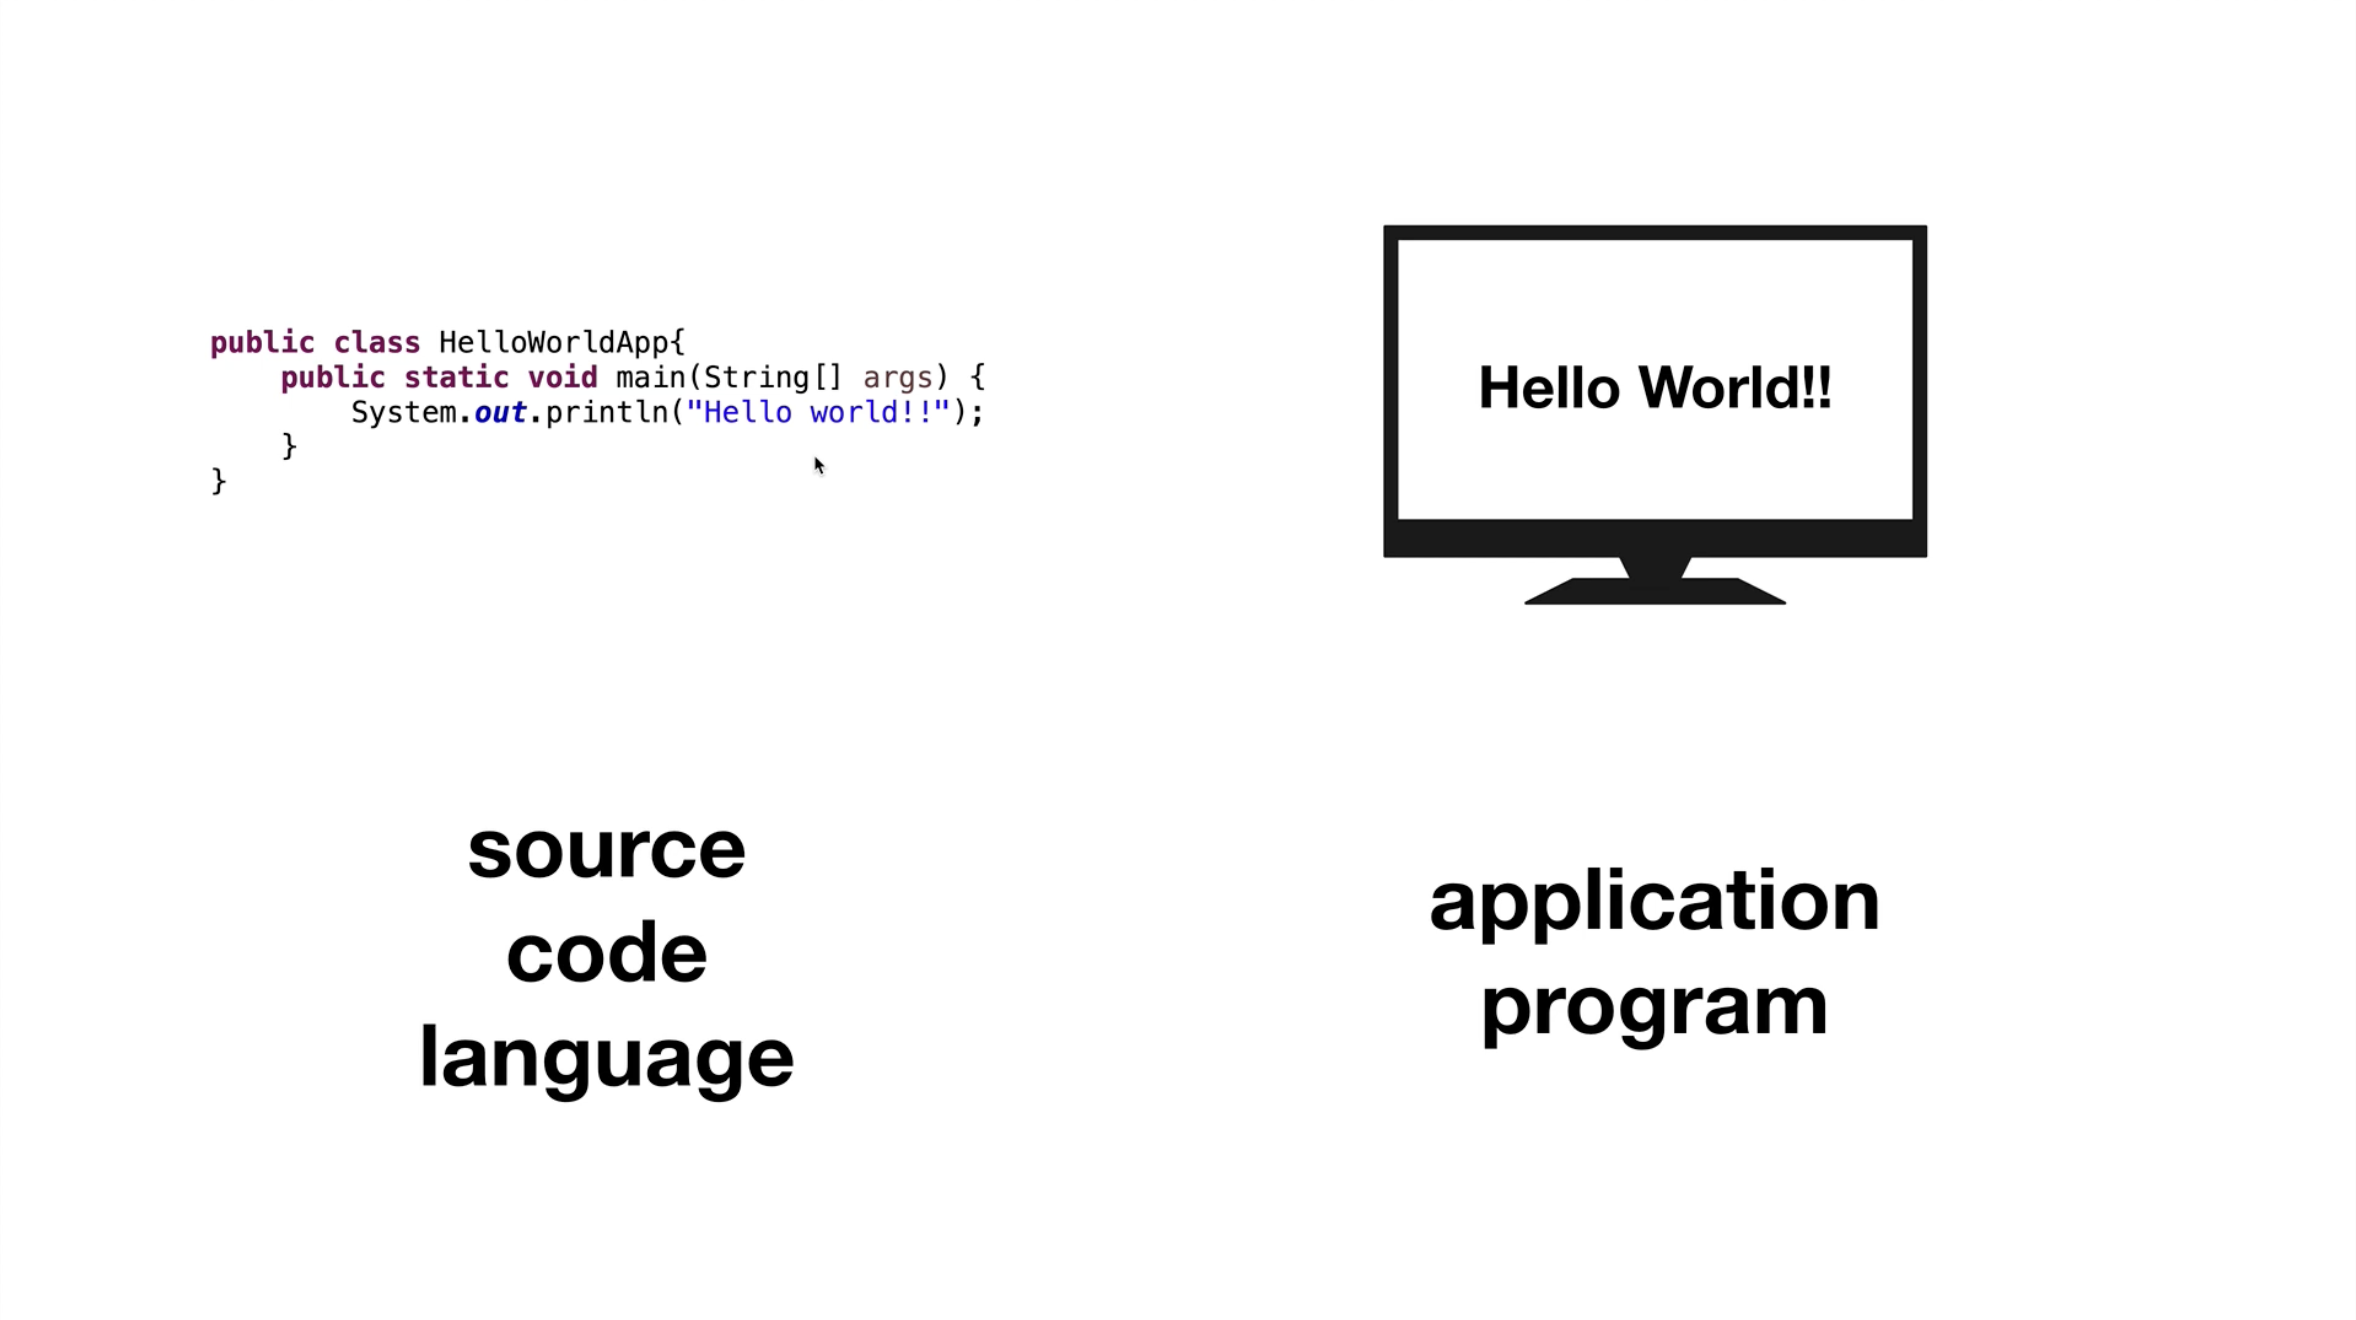 public class HelloWorldApp{
    public static void main(String[] args) {
        System.out.println("Hello world!!");
    }
}
Hello World!!
source
code
language
application
program